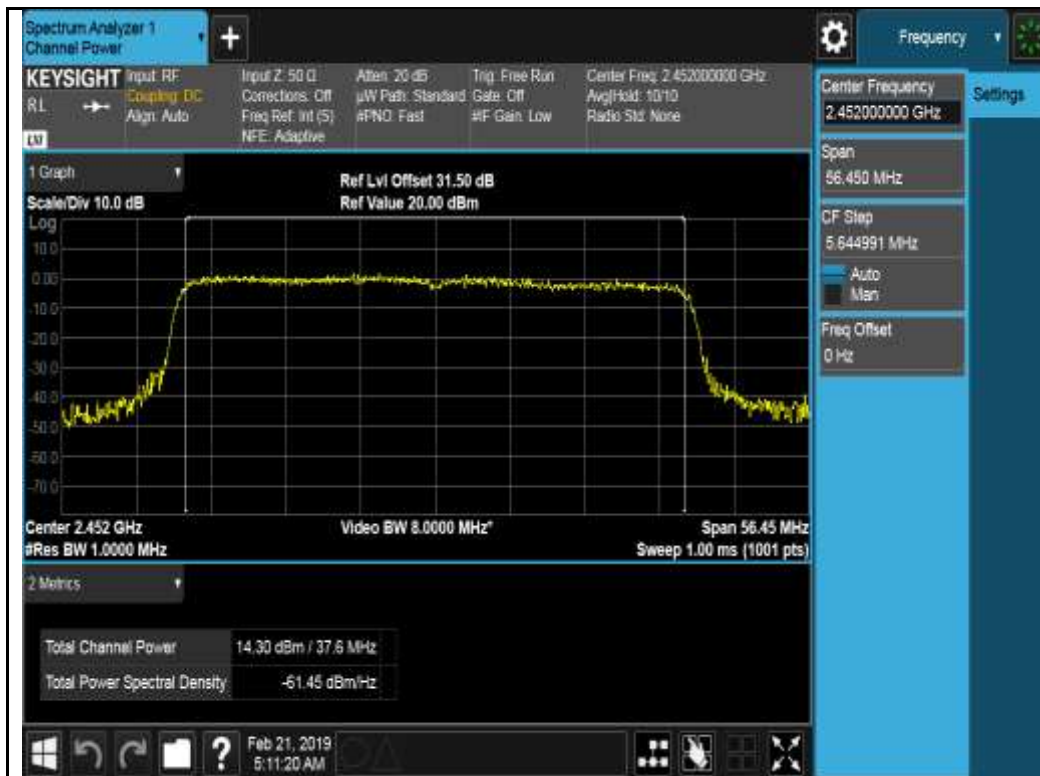 Spectrum Analyzer 1
Channel Power
Frequency
KEYSIGHT
Input: RF
Coupling: DC
Align: Auto
RL
LXI
Input Z: 50 Ω
Corrections: Off
Freq Ref: Int (S)
NFE: Adaptive
Atten: 20 dB
µW Path: Standard
#PNO: Fast
Trig: Free Run
Gate: Off
#IF Gain: Low
Center Freq: 2.452000000 GHz
Avg|Hold: 10/10
Radio Std: None
Center Frequency
2.452000000 GHz
Settings
Span
56.450 MHz
CF Step
5.644991 MHz
Auto
Man
Freq Offset
0 Hz
1 Graph
Scale/Div 10.0 dB
Ref Lvl Offset 31.50 dB
Ref Value 20.00 dBm
Log
10.0
0.00
-10.0
-20.0
-30.0
-40.0
-50.0
-60.0
-70.0
Center 2.452 GHz
#Res BW 1.0000 MHz
Video BW 8.0000 MHz*
Span 56.45 MHz
Sweep 1.00 ms (1001 pts)
2 Metrics
Total Channel Power 14.30 dBm / 37.6 MHz
Total Power Spectral Density -61.45 dBm/Hz
?
Feb 21, 2019
5:11:20 AM